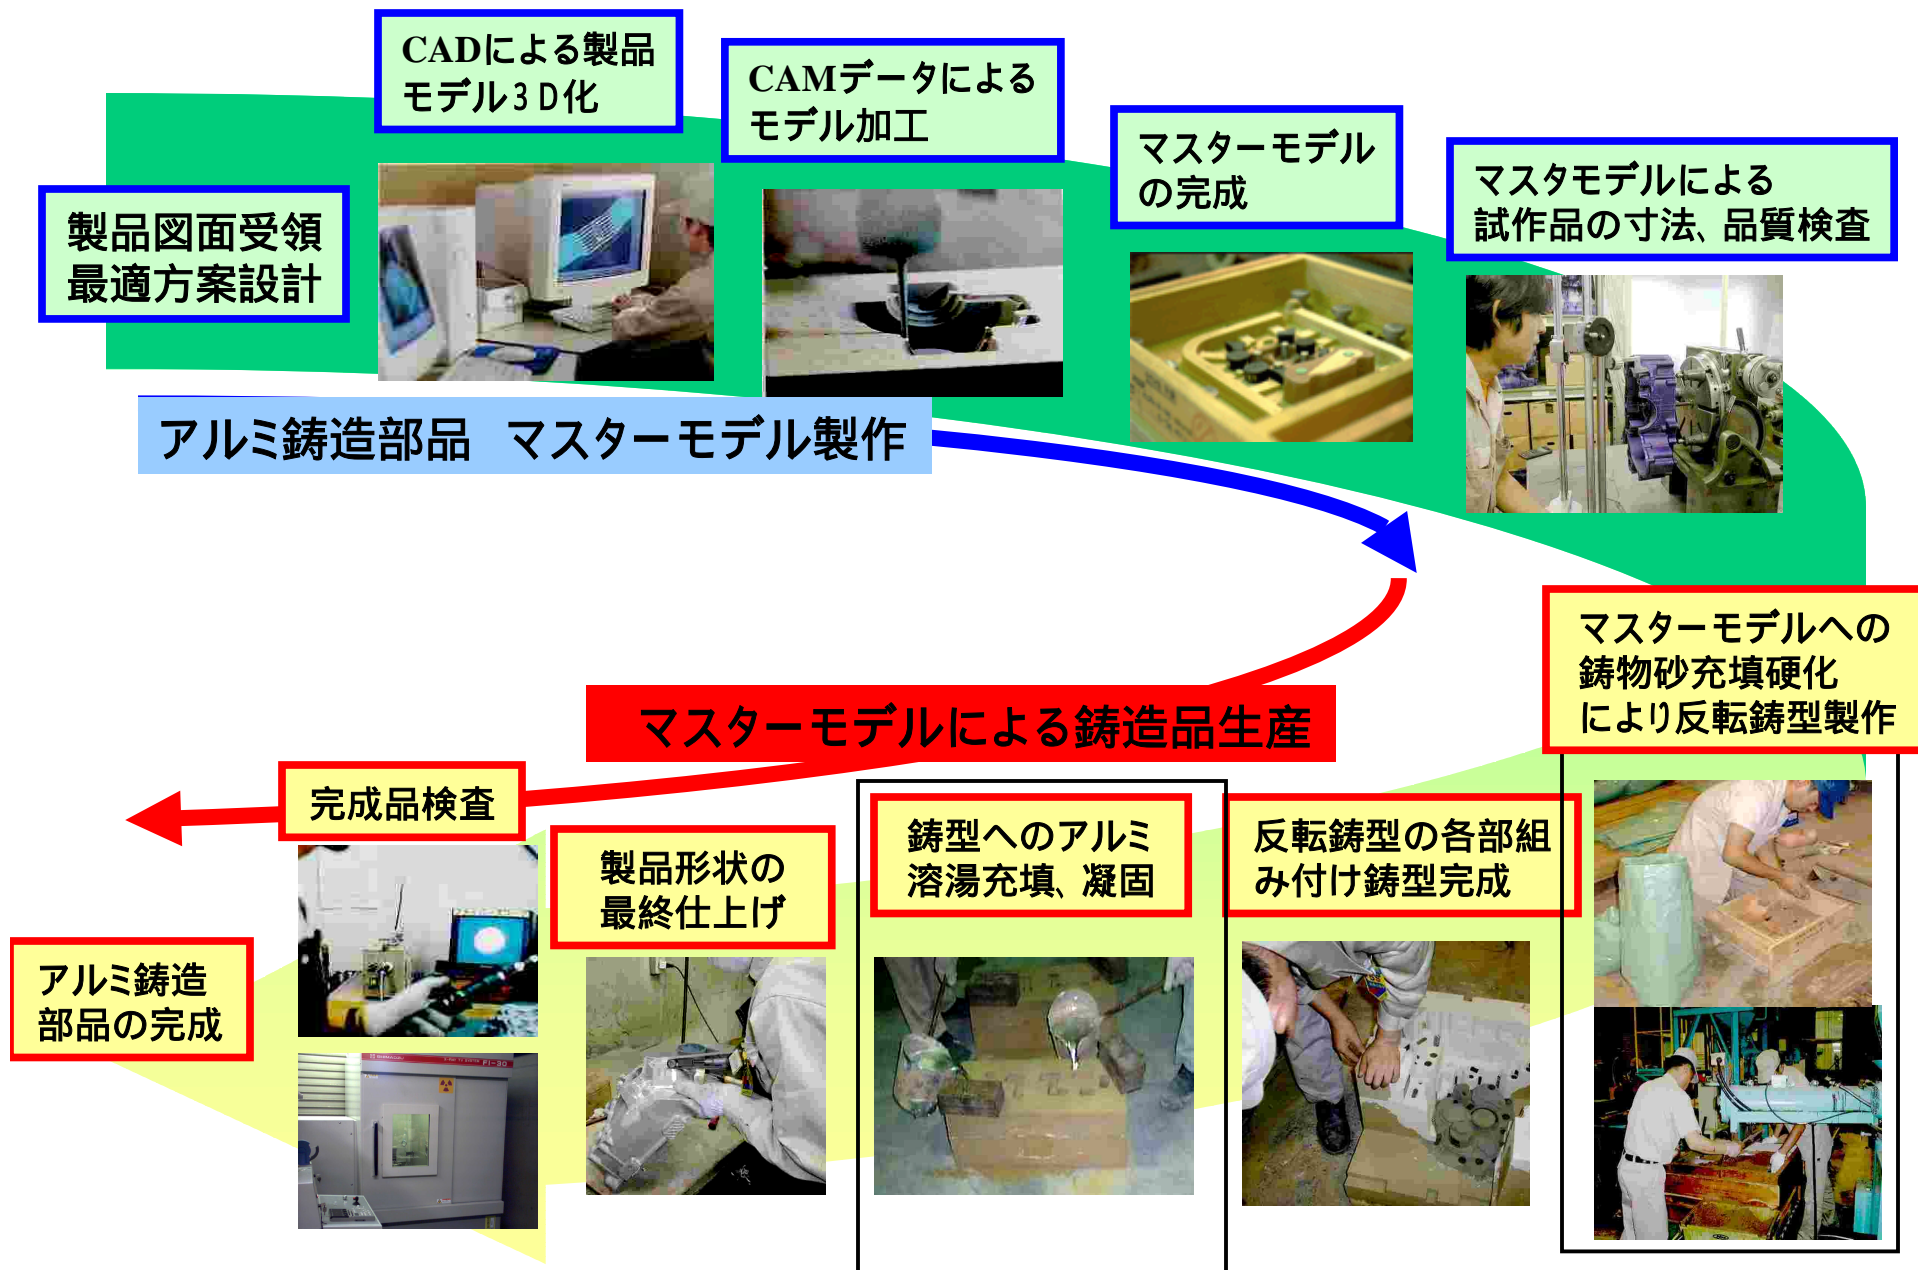 CADによる製品
モデル3D化
CAMデータによる
モデル加工
マスターモデル
の完成
マスタモデルによる
試作品の寸法、品質検査
製品図面受領
最適方案設計
アルミ鋳造部品　マスターモデル製作
マスターモデルへの
鋳物砂充填硬化
により反転鋳型製作
マスターモデルによる鋳造品生産
完成品検査
製品形状の
最終仕上げ
鋳型へのアルミ
溶湯充填、凝固
反転鋳型の各部組
み付け鋳型完成
アルミ鋳造
部品の完成